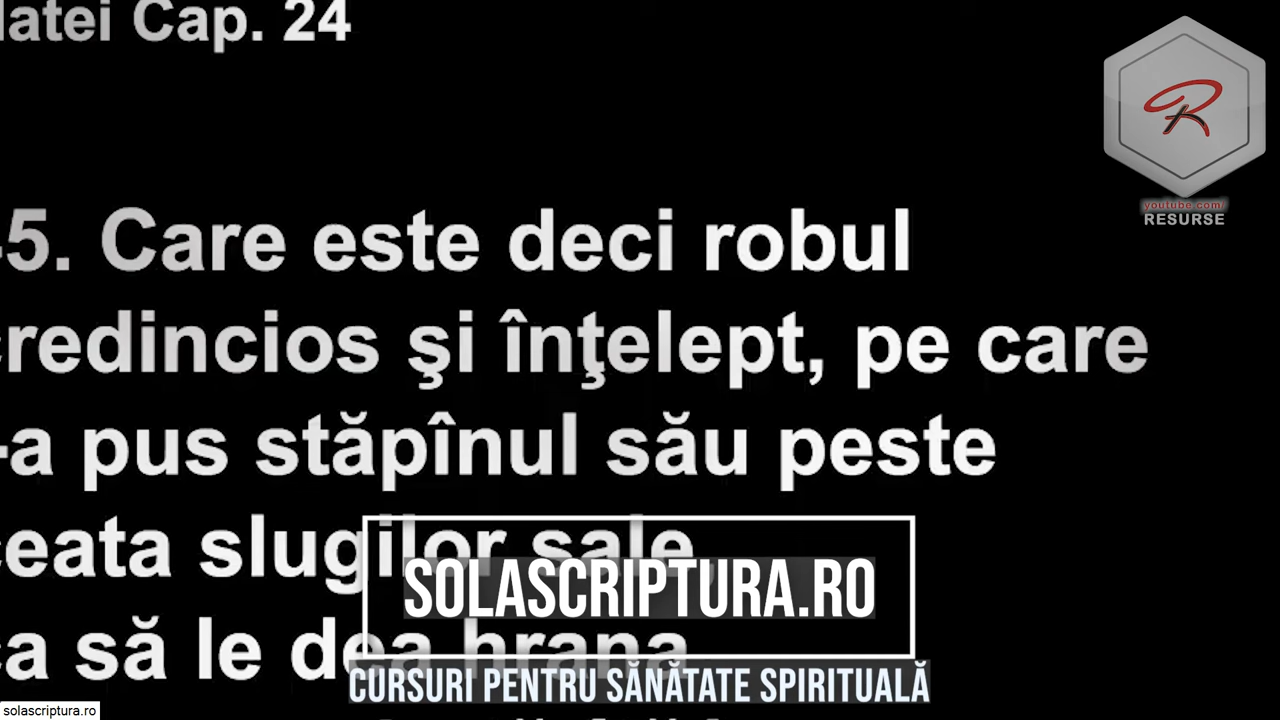 latei Cap. 24
5. Care este deci robul
credincios şi înţelept, pe care
-a pus stăpînul său peste
ceata slugilor sale,
ca să le dea hrana
SOLASCRIPTURA.RO
CURSURI PENTRU SĂNĂTATE SPIRITUALĂ
solascriptura.ro
R
youtube.com/
RESURSE